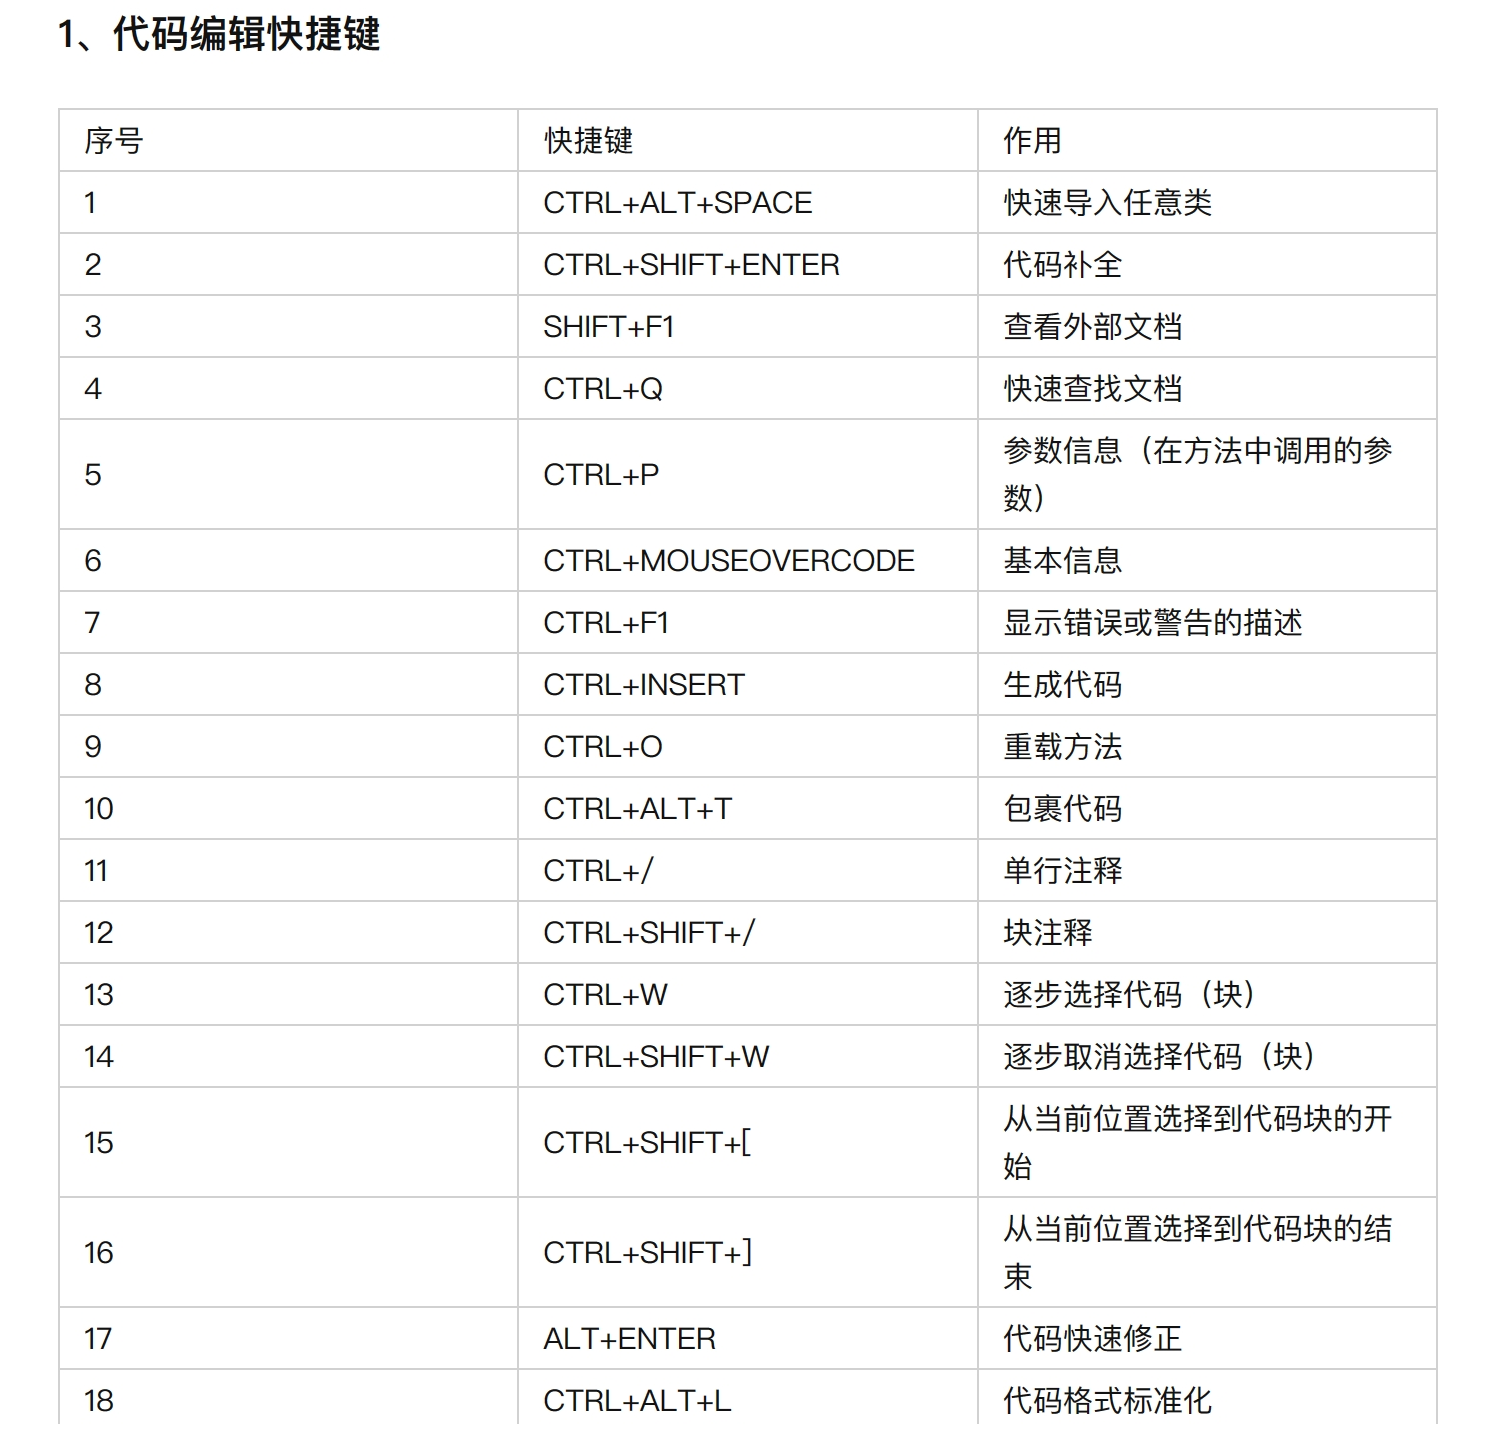 1、代码编辑快捷键
序号 快捷键 作用
1 CTRL+ALT+SPACE 快速导入任意类
2 CTRL+SHIFT+ENTER 代码补全
3 SHIFT+F1 查看外部文档
4 CTRL+Q 快速查找文档
5 CTRL+P 参数信息（在方法中调用的参
数）
6 CTRL+MOUSEOVERCODE 基本信息
7 CTRL+F1 显示错误或警告的描述
8 CTRL+INSERT 生成代码
9 CTRL+O 重载方法
10 CTRL+ALT+T 包裹代码
11 CTRL+/ 单行注释
12 CTRL+SHIFT+/ 块注释
13 CTRL+W 逐步选择代码（块）
14 CTRL+SHIFT+W 逐步取消选择代码（块）
15 CTRL+SHIFT+[ 从当前位置选择到代码块的开
始
16 CTRL+SHIFT+] 从当前位置选择到代码块的结
束
17 ALT+ENTER 代码快速修正
18 CTRL+ALT+L 代码格式标准化